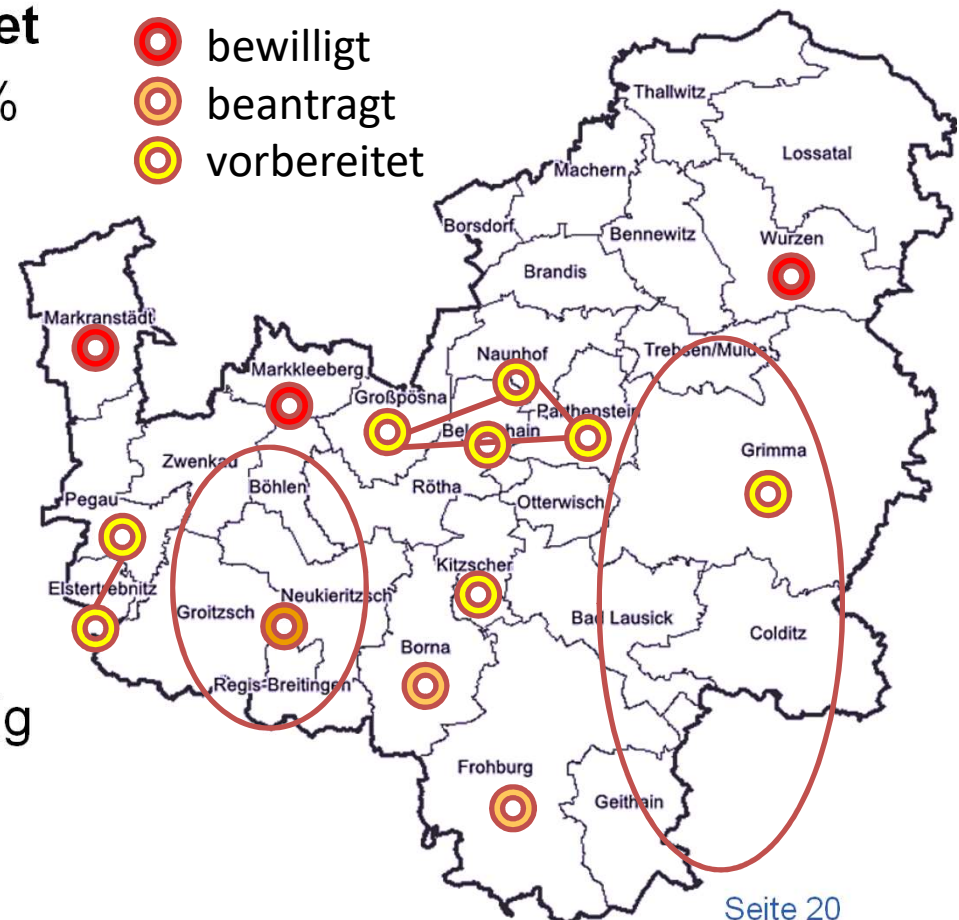 et
%
bewilligt
beantragt
vorbereitet
Thallwitz
Lossatal
Machern
Borsdorf
Bennewitz
Wurzen
Brandis
Markranstädt
Naunhof
Trebsen/Mulde
Markkleeberg
Großpösna
Parthenstein
Belgershain
Grimma
Zwenkau
Böhlen
Rötha
Pegau
Otterwisch
Kitzscher
Elstertrebnitz
Neukieritzsch
Groitzsch
Bad Lausick
Colditz
Borna
Regis-Breitingen
g
Frohburg
Geithain
Seite 20